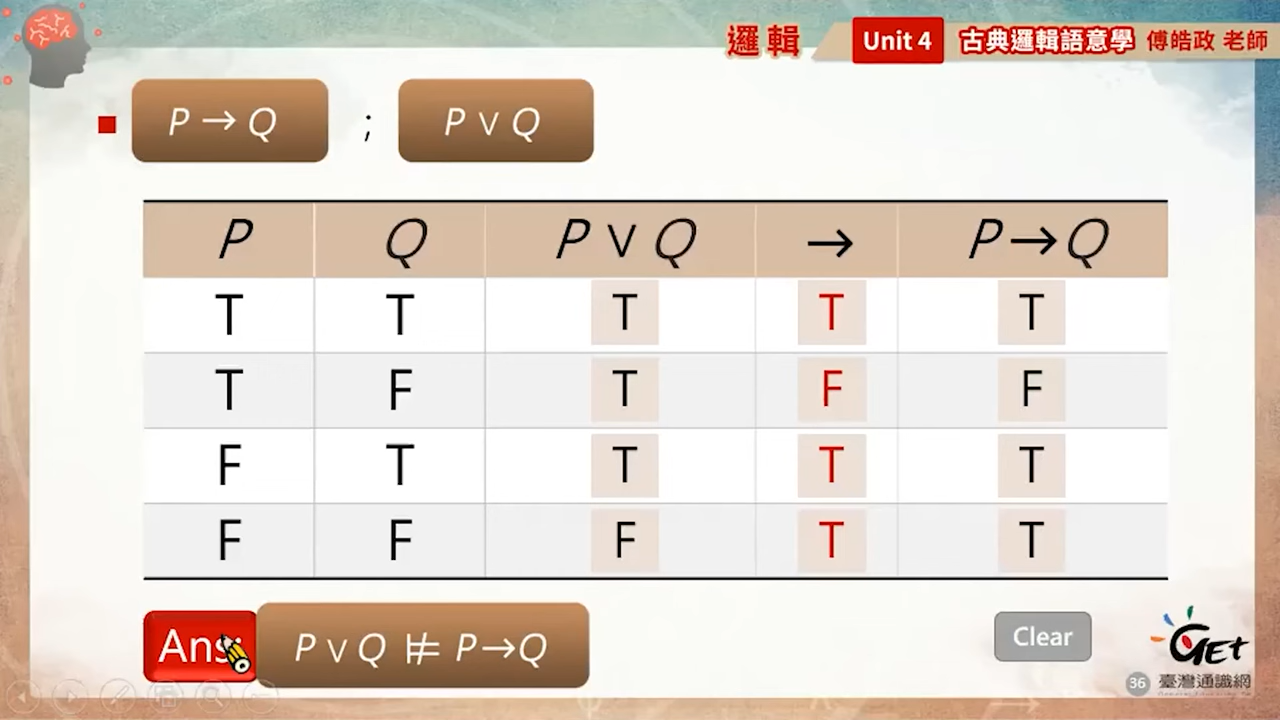 邏輯 Unit 4 古典邏輯語意學 傅皓政 老師
P → Q ; P ∨ Q
P Q P ∨ Q → P→Q
T T T T T
T F T F F
F T T T T
F F F T T
Ans: P ∨ Q ⊭ P→Q
Clear
GET
36 臺灣通識網